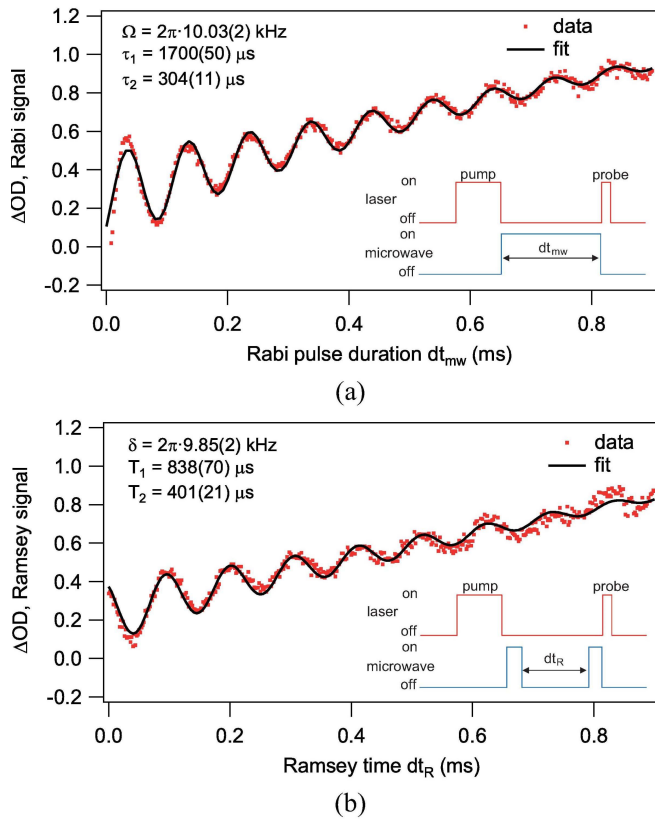 Ω = 2π·10.03(2) kHz
τ1 = 1700(50) μs
τ2 = 304(11) μs
data
fit
ΔOD, Rabi signal
1.2
1.0
0.8
0.6
0.4
0.2
0.0
-0.2
on
laser
off
pump
probe
on
microwave
off
dtmw
0.0 0.2 0.4 0.6 0.8
Rabi pulse duration dtmw (ms)
(a)
δ = 2π·9.85(2) kHz
T1 = 838(70) μs
T2 = 401(21) μs
data
fit
ΔOD, Ramsey signal
1.2
1.0
0.8
0.6
0.4
0.2
0.0
-0.2
on
laser
off
pump
probe
on
microwave
off
dtR
0.0 0.2 0.4 0.6 0.8
Ramsey time dtR (ms)
(b)